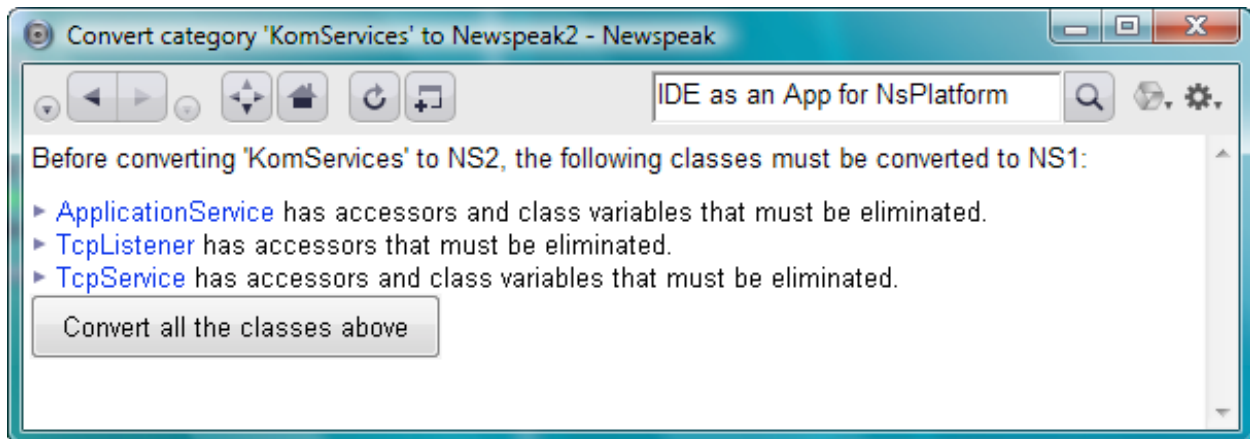 Convert category 'KomServices' to Newspeak2 - Newspeak
IDE as an App for NsPlatform
Before converting 'KomServices' to NS2, the following classes must be converted to NS1:
ApplicationService has accessors and class variables that must be eliminated.
TcpListener has accessors that must be eliminated.
TcpService has accessors and class variables that must be eliminated.
Convert all the classes above